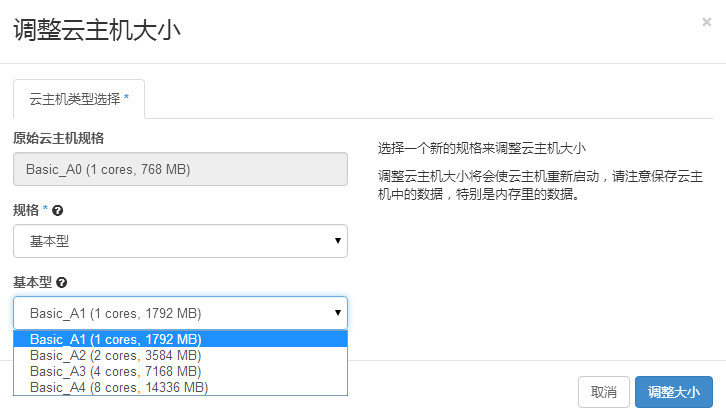 调整云主机大小
×
云主机类型选择 *
原始云主机规格
Basic_A0 (1 cores, 768 MB)
规格 *
基本型
基本型
Basic_A1 (1 cores, 1792 MB)
Basic_A1 (1 cores, 1792 MB)
Basic_A2 (2 cores, 3584 MB)
Basic_A3 (4 cores, 7168 MB)
Basic_A4 (8 cores, 14336 MB)
选择一个新的规格来调整云主机大小
调整云主机大小将会使云主机重新启动，请注意保存云主
机中的数据，特别是内存里的数据。
取消
调整大小